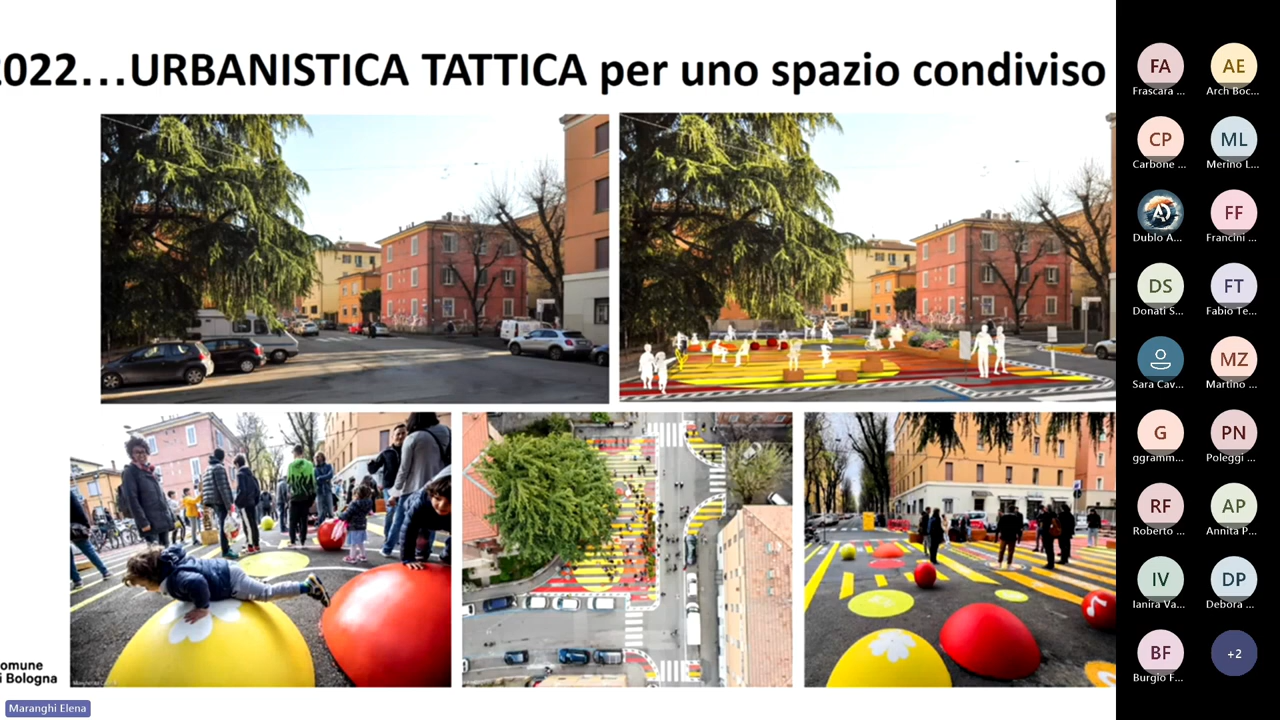 2022...URBANISTICA TATTICA per uno spazio condiviso
omune
i Bologna
Maranghi Elena
FA
Frascara ...
AE
Arch Boc...
CP
Carbone ...
ML
Merino L...
Dublo A...
FF
Francini ...
DS
Donati S...
FT
Fabio Te...
Sara Cav...
MZ
Martino ...
G
ggramm...
PN
Poleggi ...
RF
Roberto ...
AP
Annita P...
IV
Ianira Va...
DP
Debora ...
BF
Burgio F...
+2